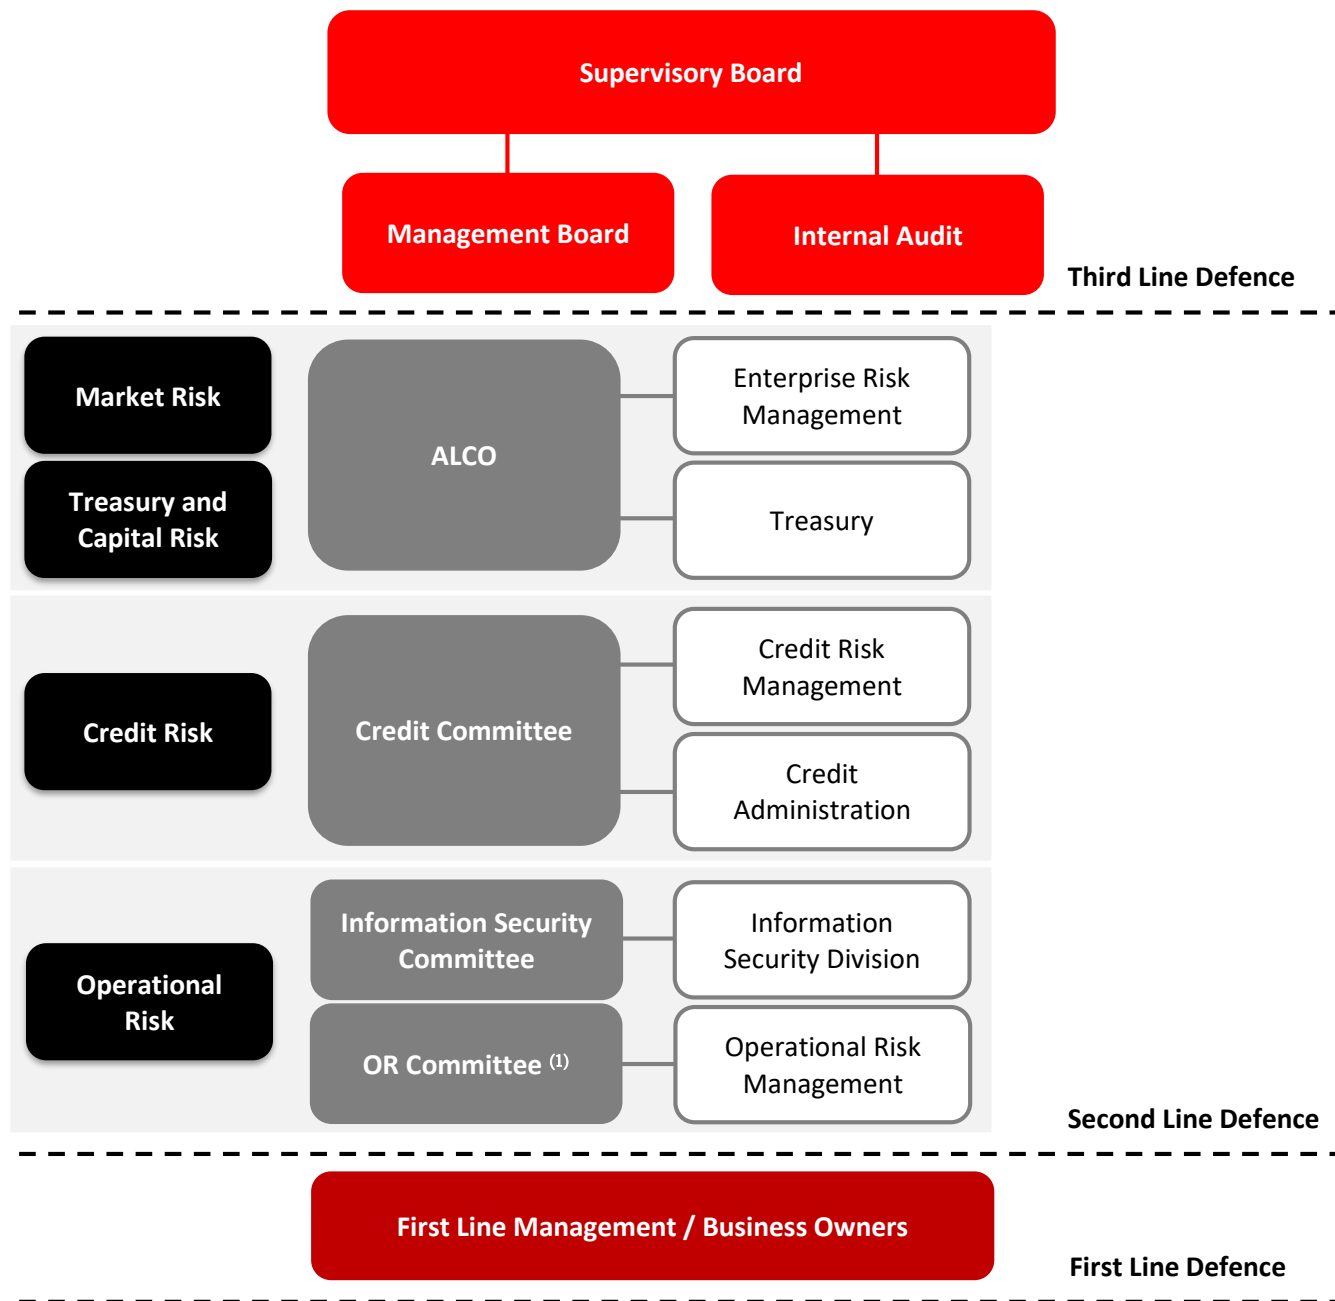 Supervisory Board
Management Board
Internal Audit
Third Line Defence
Market Risk
Treasury and
Capital Risk
ALCO
Enterprise Risk
Management
Treasury
Credit Risk
Credit Committee
Credit Risk
Management
Credit
Administration
Operational
Risk
Information Security
Committee
Information
Security Division
OR Committee (1)
Operational Risk
Management
Second Line Defence
First Line Management / Business Owners
First Line Defence